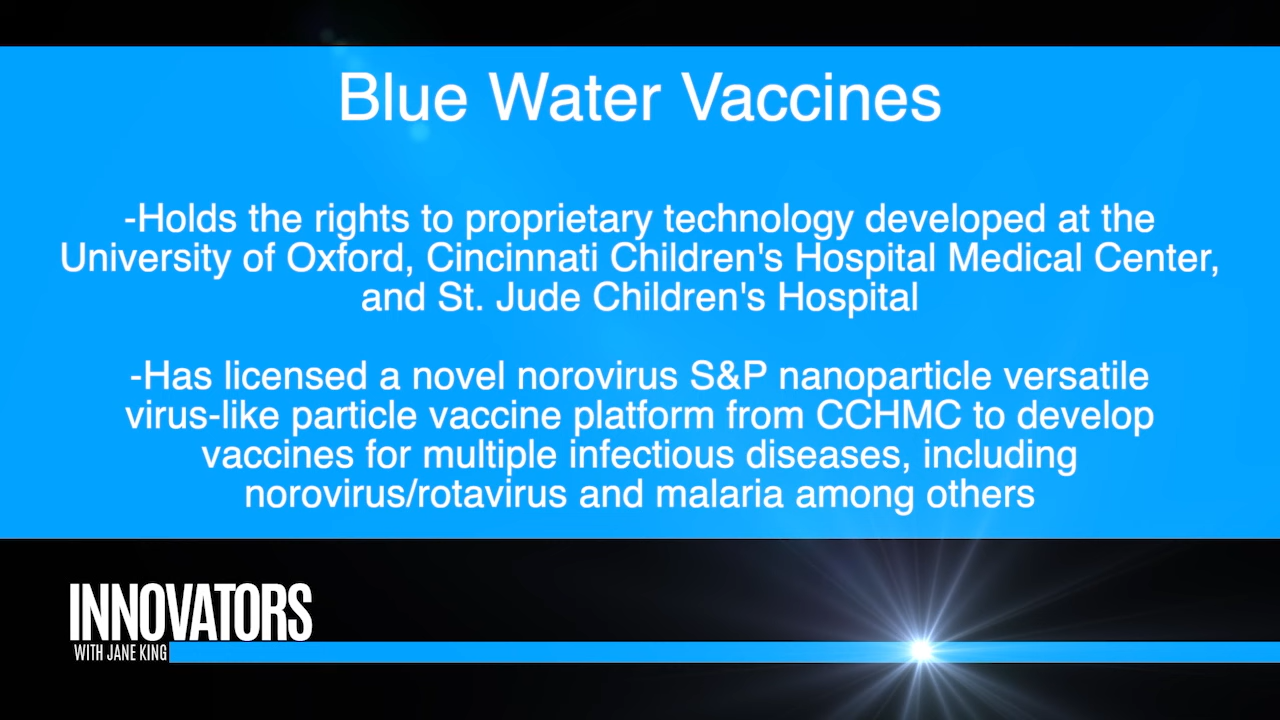 Blue Water Vaccines
-Holds the rights to proprietary technology developed at the
University of Oxford, Cincinnati Children's Hospital Medical Center,
and St. Jude Children's Hospital
-Has licensed a novel norovirus S&P nanoparticle versatile
virus-like particle vaccine platform from CCHMC to develop
vaccines for multiple infectious diseases, including
norovirus/rotavirus and malaria among others
INNOVATORS
WITH JANE KING